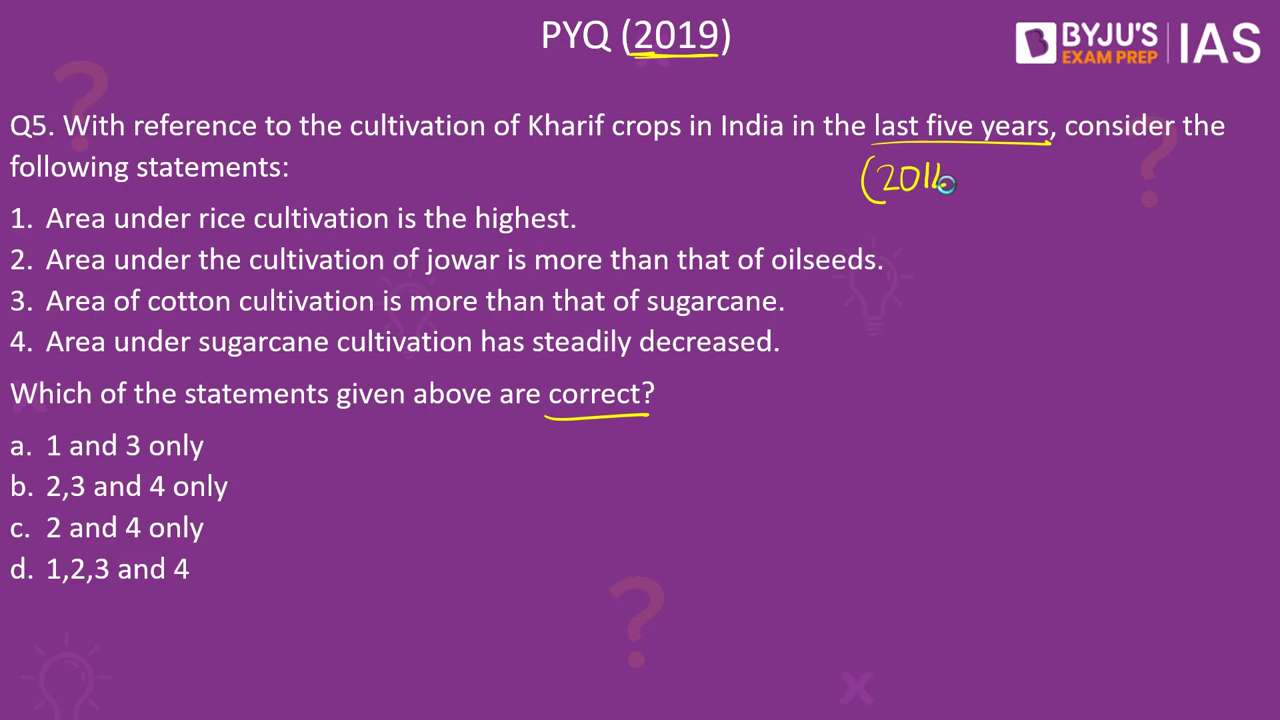 PYQ (2019)
BYJU'S
EXAM PREP
IAS
Q5. With reference to the cultivation of Kharif crops in India in the last five years, consider the
following statements:
(2014
1. Area under rice cultivation is the highest.
2. Area under the cultivation of jowar is more than that of oilseeds.
3. Area of cotton cultivation is more than that of sugarcane.
4. Area under sugarcane cultivation has steadily decreased.
Which of the statements given above are correct?
a. 1 and 3 only
b. 2,3 and 4 only
c. 2 and 4 only
d. 1,2,3 and 4